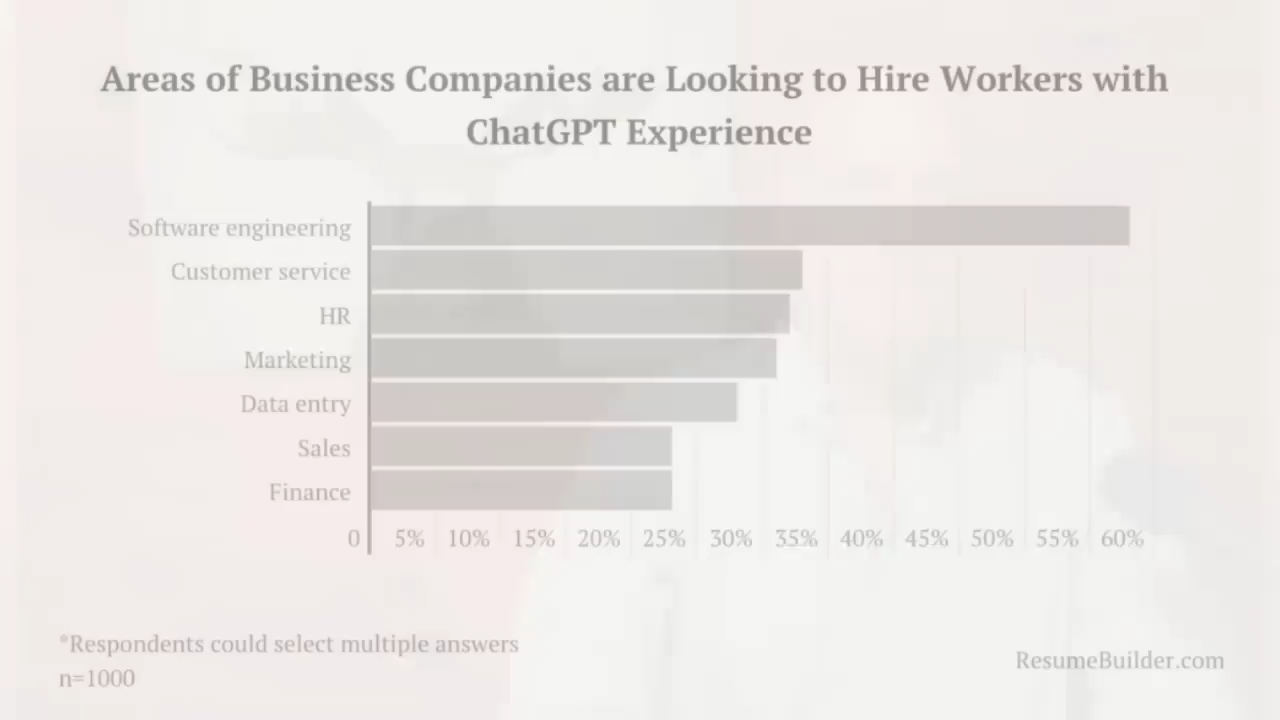 Areas of Business Companies are Looking to Hire Workers with
ChatGPT Experience
Software engineering
Customer service
HR
Marketing
Data entry
Sales
Finance
0 5% 10% 15% 20% 25% 30% 35% 40% 45% 50% 55% 60%
*Respondents could select multiple answers
n=1000
ResumeBuilder.com